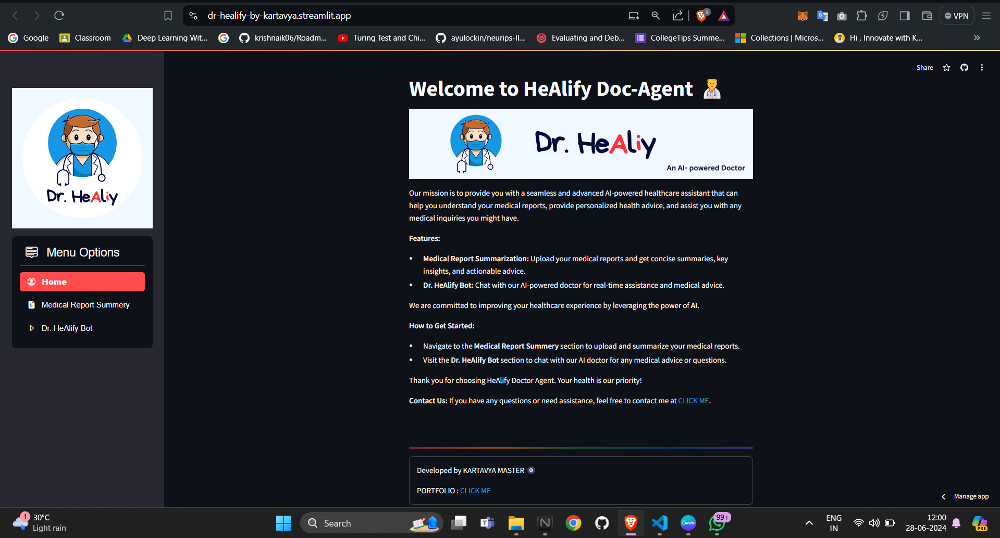 dr-healify-by-kartavya.streamlit.app
3
VPN
Google
Classroom
Deep Learning Wit...
krishnaik06/Roadm...
Turing Test and Chi...
ayulockin/neurips-ll...
Evaluating and Deb...
CollegeTips Summe...
Collections | Micros...
Hi , Innovate with K...
Share
Dr. HeAliy
Menu Options
Home
Medical Report Summery
Dr. HeAlify Bot
Welcome to HeAlify Doc-Agent
Dr. HeAliy
An AI- powered Doctor
Our mission is to provide you with a seamless and advanced AI-powered healthcare assistant that can
help you understand your medical reports, provide personalized health advice, and assist you with any
medical inquiries you might have.
Features:
• Medical Report Summarization: Upload your medical reports and get concise summaries, key
insights, and actionable advice.
• Dr. HeAlify Bot: Chat with our AI-powered doctor for real-time assistance and medical advice.
We are committed to improving your healthcare experience by leveraging the power of AI.
How to Get Started:
• Navigate to the Medical Report Summery section to upload and summarize your medical reports.
• Visit the Dr. HeAlify Bot section to chat with our AI doctor for any medical advice or questions.
Thank you for choosing HeAlify Doctor Agent. Your health is our priority!
Contact Us: If you have any questions or need assistance, feel free to contact me at CLICK ME.
Developed by KARTAVYA MASTER
PORTFOLIO : CLICK ME
Manage app
1
30°C
Light rain
Search
Canva
99+
ENG
IN
12:00
28-06-2024
PRE